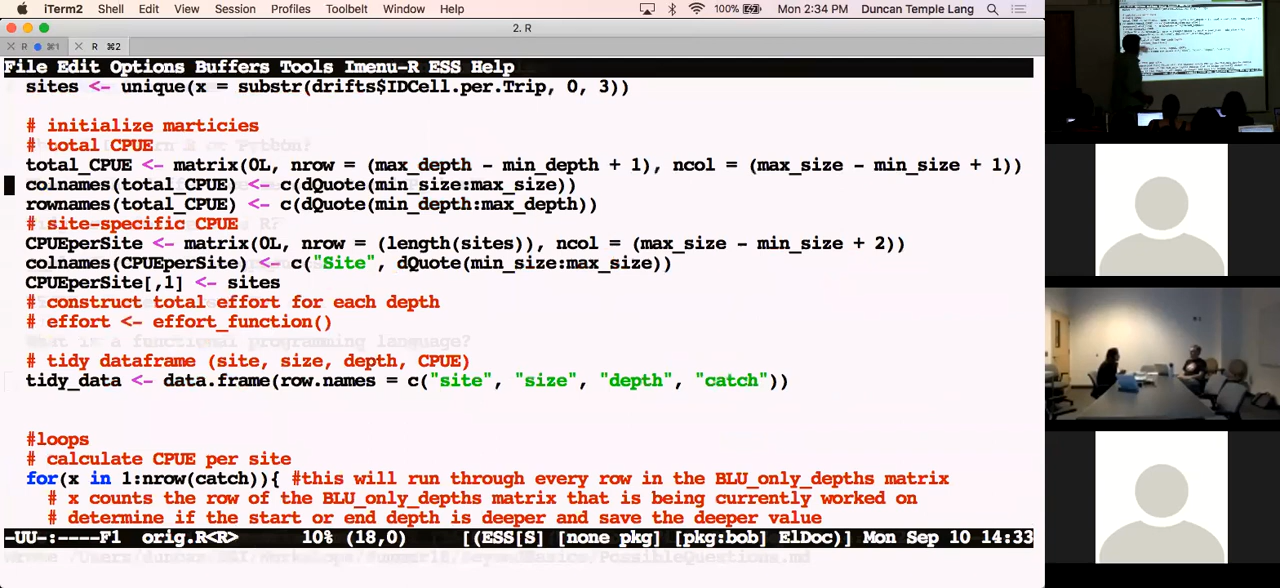 iTerm2 Shell Edit View Session Profiles Toolbelt Window Help 100% Mon 2:34 PM Duncan Temple Lang
2. R
R ⌘1 R ⌘2
File Edit Options Buffers Tools Imenu-R ESS Help
sites <- unique(x = substr(drifts$IDCell.per.Trip, 0, 3))
# initialize marticies
# total CPUE
total_CPUE <- matrix(0L, nrow = (max_depth - min_depth + 1), ncol = (max_size - min_size + 1))
colnames(total_CPUE) <- c(dQuote(min_size:max_size))
rownames(total_CPUE) <- c(dQuote(min_depth:max_depth))
# site-specific CPUE
CPUEperSite <- matrix(0L, nrow = (length(sites)), ncol = (max_size - min_size + 2))
colnames(CPUEperSite) <- c("Site", dQuote(min_size:max_size))
CPUEperSite[,1] <- sites
# construct total effort for each depth
# effort <- effort_function()
What is a functional programming language?
# tidy dataframe (site, size, depth, CPUE)
tidy_data <- data.frame(row.names = c("site", "size", "depth", "catch"))
#loops
# calculate CPUE per site
for(x in 1:nrow(catch)){ #this will run through every row in the BLU_only_depths matrix
# x counts the row of the BLU_only_depths matrix that is being currently worked on
# determine if the start or end depth is deeper and save the deeper value
-UU-:----F1 orig.R<R> 10% (18,0) [(ESS[S] [none pkg] [pkg:bob] ElDoc)] Mon Sep 10 14:33